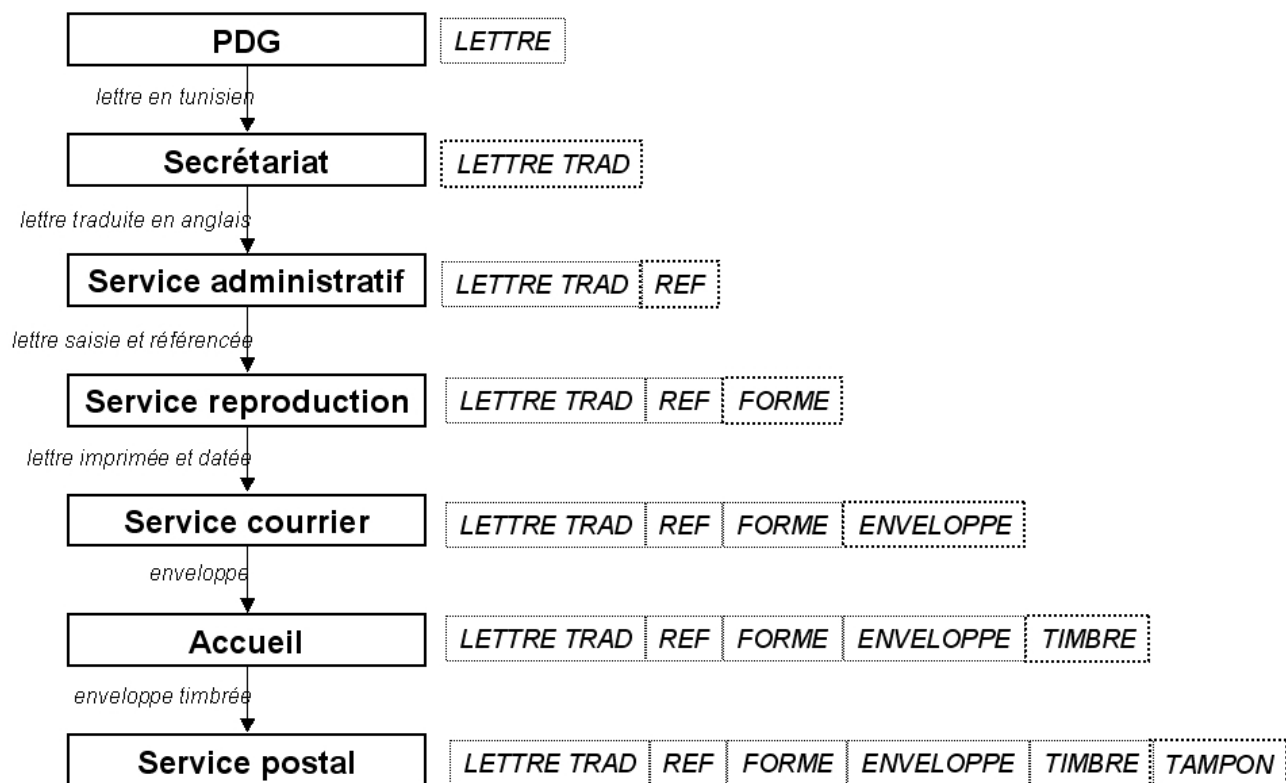 PDG LETTRE
lettre en tunisien
Secrétariat LETTRE TRAD
lettre traduite en anglais
Service administratif LETTRE TRAD REF
lettre saisie et référencée
Service reproduction LETTRE TRAD REF FORME
lettre imprimée et datée
Service courrier LETTRE TRAD REF FORME ENVELOPPE
enveloppe
Accueil LETTRE TRAD REF FORME ENVELOPPE TIMBRE
enveloppe timbrée
Service postal LETTRE TRAD REF FORME ENVELOPPE TIMBRE TAMPON